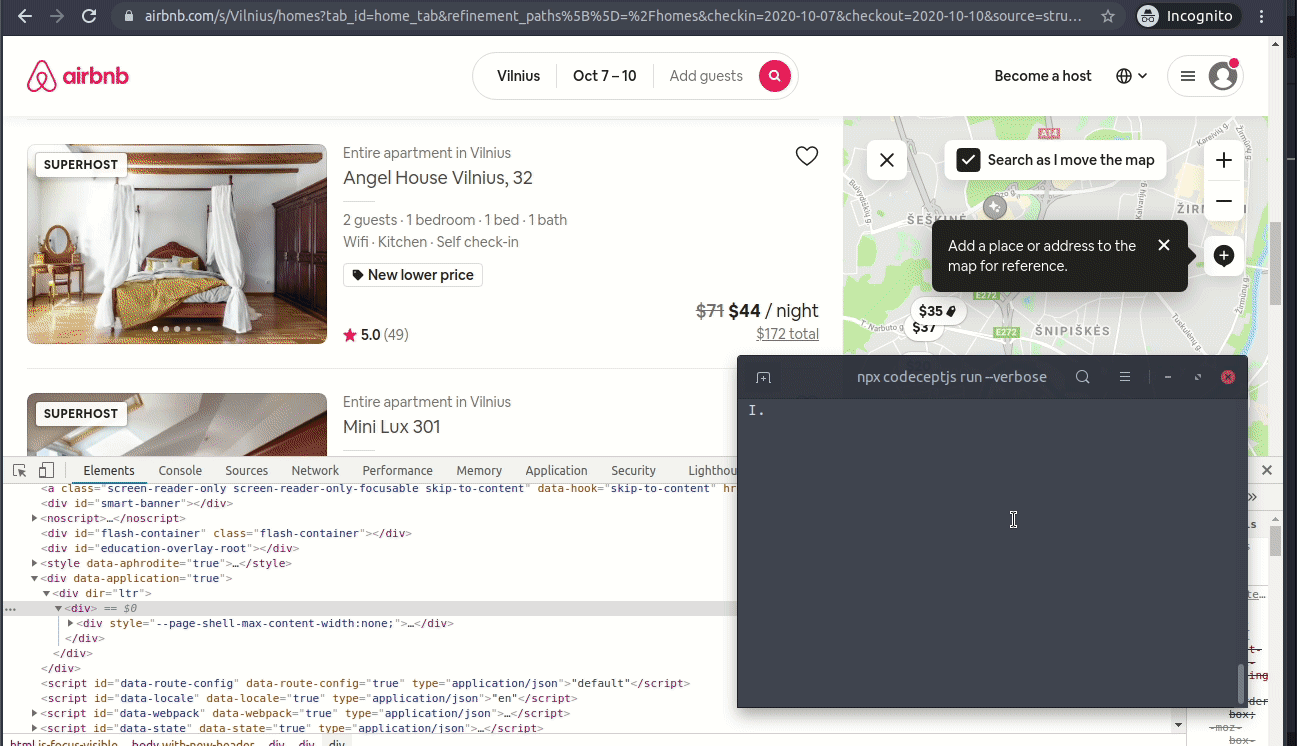 airbnb.com/s/Vilnius/homes?tab_id=home_tab&refinement_paths%5B%5D=%2Fhomes&checkin=2020-10-07&checkout=2020-10-10&source=stru…
Incognito
airbnb
Vilnius
Oct 7 – 10
Add guests
Become a host
SUPERHOST
Entire apartment in Vilnius
Angel House Vilnius, 32
2 guests · 1 bedroom · 1 bed · 1 bath
Wifi · Kitchen · Self check-in
New lower price
$71 $44 / night
5.0 (49)
$172 total
SUPERHOST
Entire apartment in Vilnius
Mini Lux 301
A14
Search as I move the map
Kareivių g.
Žirmūnų
Buivydiškių g.
Ozo g.
Kalvarijų g.
ŠEŠKINĖ
Add a place or address to the
map for reference.
E272
$35
$37
T. Narbuto g.
E272
ŠNIPIŠKĖS
Tuskulėnų g.
Žirmūnų g.
npx codeceptjs run --verbose
I.
Elements
Console
Sources
Network
Performance
Memory
Application
Security
Lighthou
<a class="screen-reader-only screen-reader-only-focusable skip-to-content" data-hook="skip-to-content" hr
<div id="smart-banner"></div>
<noscript>…</noscript>
<div id="flash-container" class="flash-container"></div>
<div id="education-overlay-root"></div>
<style data-aphrodite="true">…</style>
<div data-application="true">
<div dir="ltr">
<div> == $0
<div style="--page-shell-max-content-width:none;">…</div>
</div>
</div>
</div>
<script id="data-route-config" data-route-config="true" type="application/json">"default"</script>
<script id="data-locale" data-locale="true" type="application/json">"en"</script>
<script id="data-webpack" data-webpack="true" type="application/json">…</script>
<script id="data-state" data-state="true" type="application/json">…</script>
html.js-focus-visible
body.with-new-header
div
div
div
box;
-moz-
box-